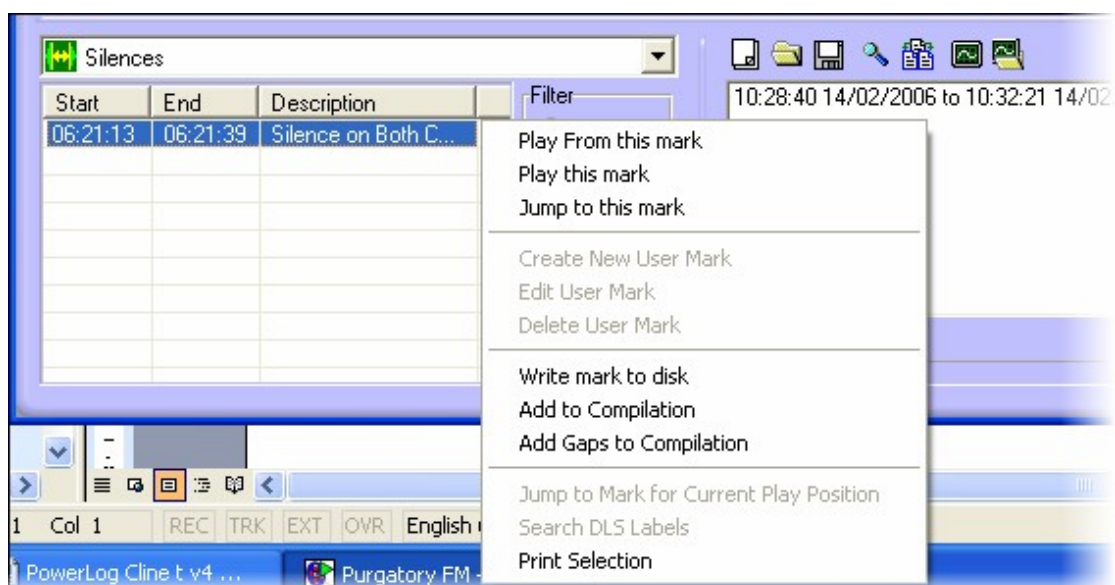 Silences
Start End Description
06:21:13 06:21:39 Silence on Both C...
Filter
10:28:40 14/02/2006 to 10:32:21 14/02
Play From this mark
Play this mark
Jump to this mark
Create New User Mark
Edit User Mark
Delete User Mark
Write mark to disk
Add to Compilation
Add Gaps to Compilation
Jump to Mark for Current Play Position
Search DLS Labels
Print Selection
1 Col 1 REC TRK EXT OVR English
PowerLog Cline t v4 ... Purgatory FM -